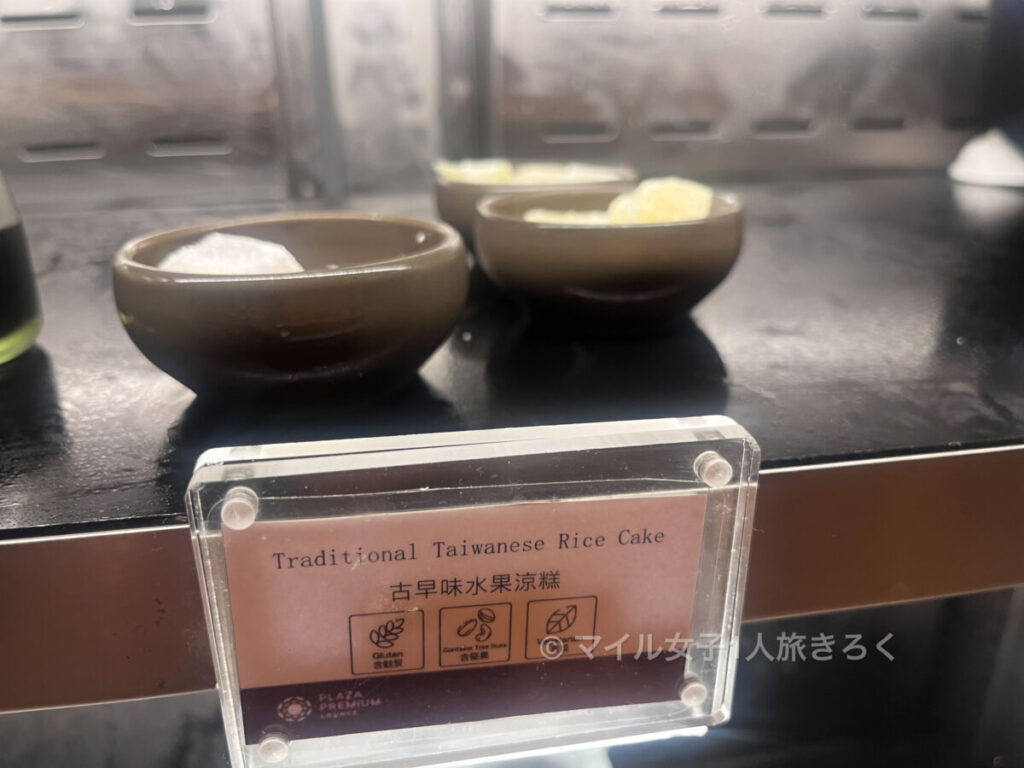 Traditional Taiwanese Rice Cake
古早味水果涼糕
Gluten
含麩質
Contains Tree Nuts
含堅果
© マイル女子1人旅きろく
PLAZA
PREMIUM
LOUNGE